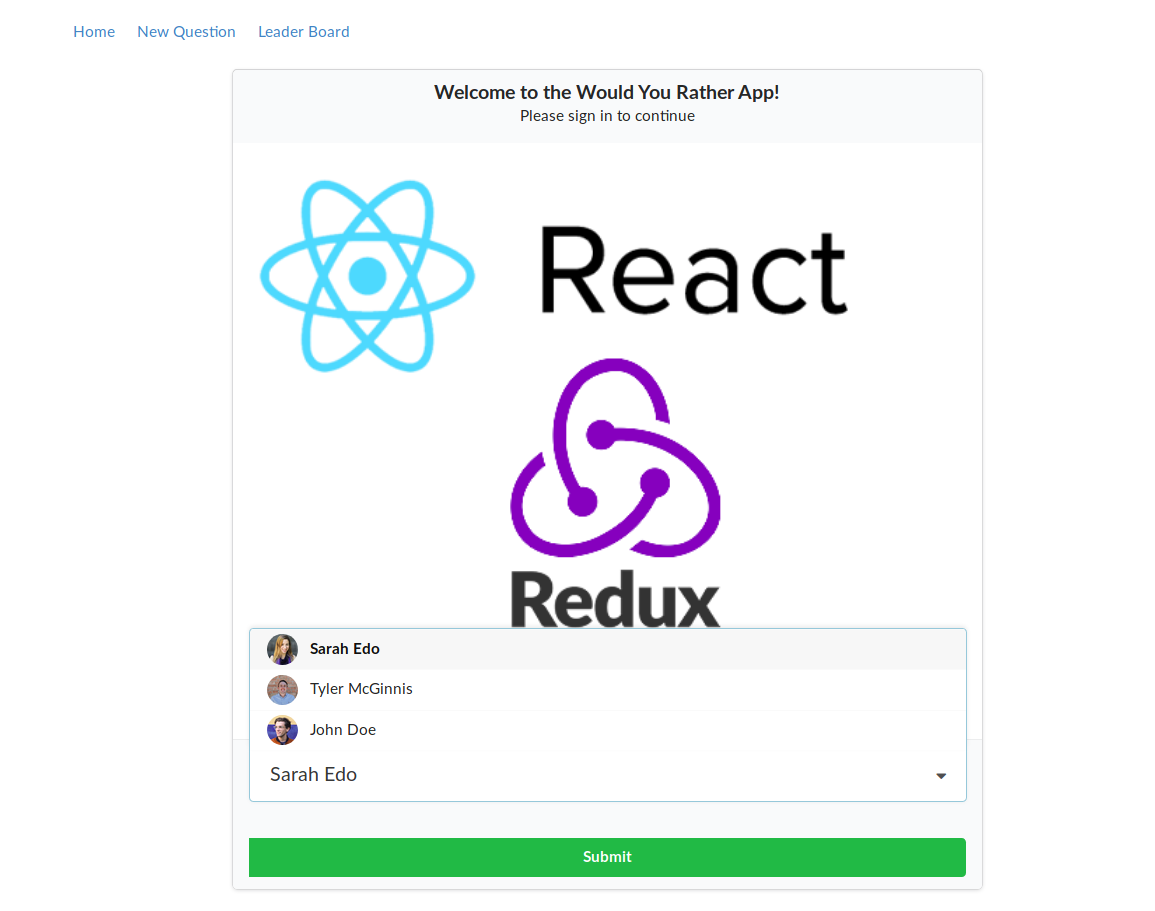 Home New Question Leader Board
Welcome to the Would You Rather App!
Please sign in to continue
React
Redux
Sarah Edo
Tyler McGinnis
John Doe
Sarah Edo
Submit